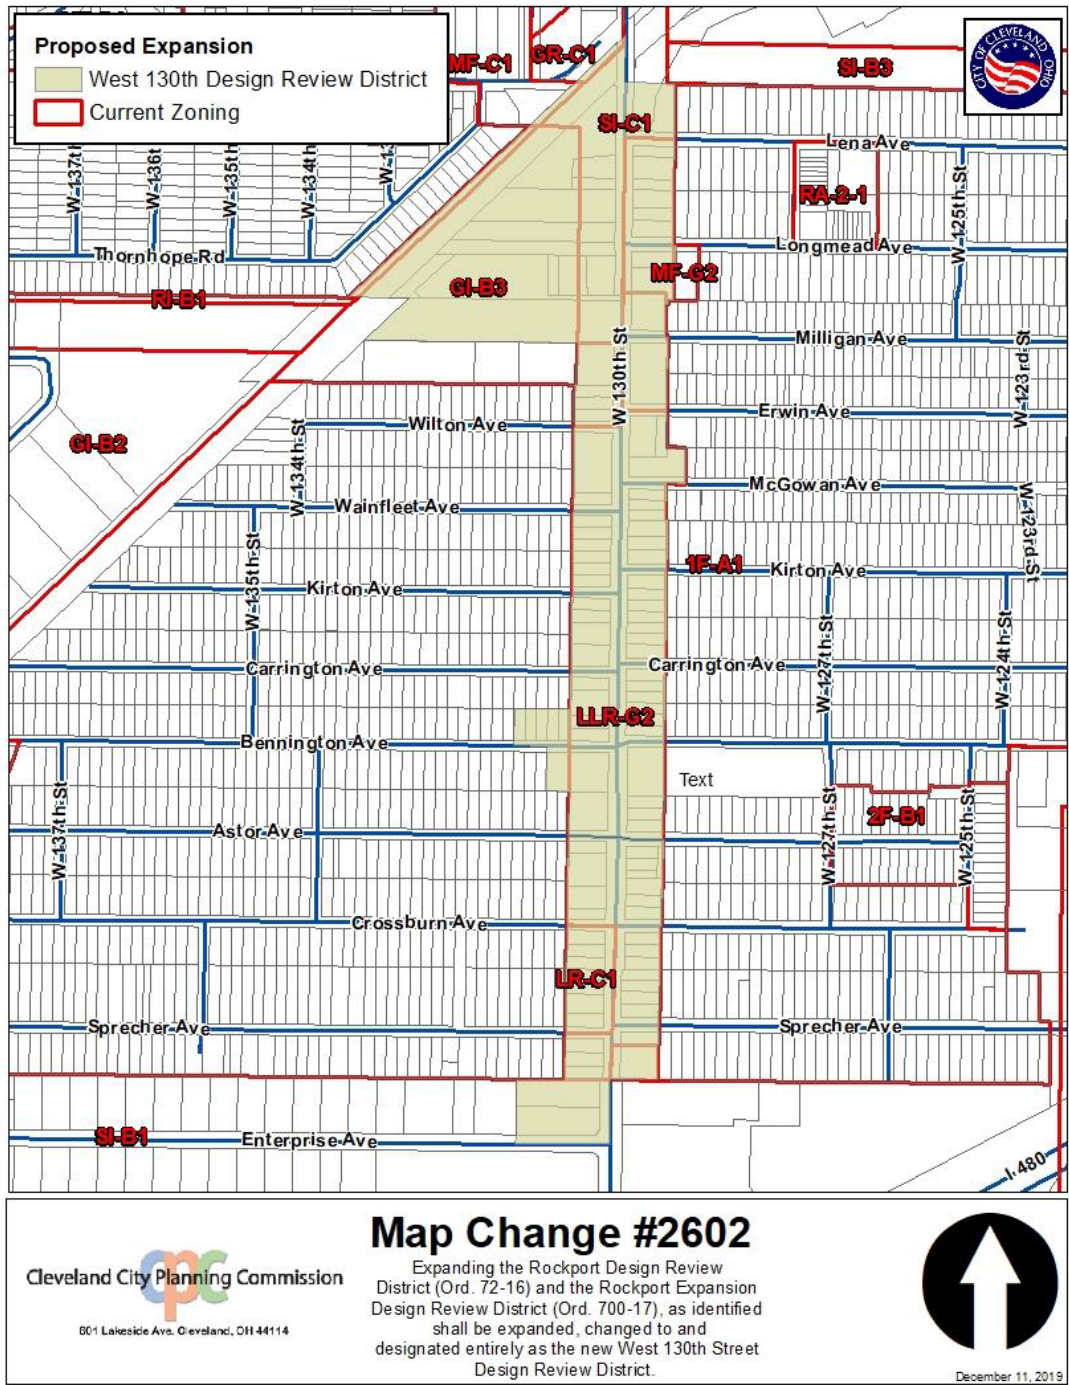 Proposed Expansion
West 130th Design Review District
Current Zoning
CITY OF CLEVELAND OHIO
MF-C1
GR-C1
SI-B3
SI-C1
Lena Ave
W 137th
W 136t
W 135th
W 134th
W 13
RA-2-1
W 125th St
Thornhope Rd
Longmead Ave
RI-B1
GI-B3
MF-G2
W 130th St
Milligan Ave
W 123rd St
Erwin Ave
GI-B2
W 134th St
Wilton Ave
McGowan Ave
Wainfleet Ave
W 123rd St
W 135th St
Kirton Ave
1F-A1
Kirton Ave
W 127th St
W 124th St
Carrington Ave
Carrington Ave
LLR-G2
Bennington Ave
Text
W 137th St
Astor Ave
W 127th St
2F-B1
W 125th St
Crossburn Ave
LR-C1
Sprecher Ave
Sprecher Ave
SI-B1
Enterprise Ave
I-480
cpc
Cleveland City Planning Commission
601 Lakeside Ave. Cleveland, OH 44114
Map Change #2602
Expanding the Rockport Design Review
District (Ord. 72-16) and the Rockport Expansion
Design Review District (Ord. 700-17), as identified
shall be expanded, changed to and
designated entirely as the new West 130th Street
Design Review District.
December 11, 2019